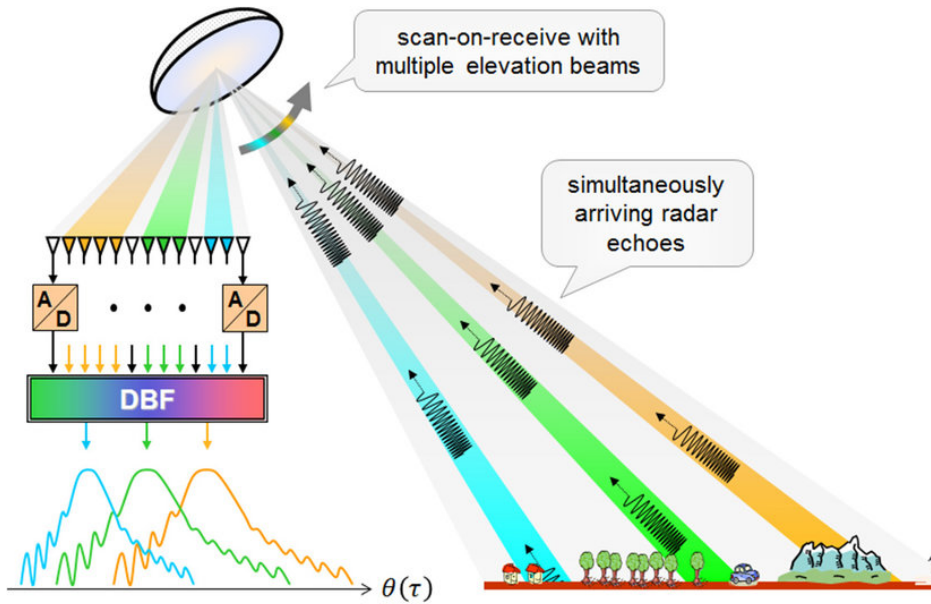 scan-on-receive with
multiple elevation beams
simultaneously
arriving radar
echoes
A
D
A
D
DBF
θ(τ)